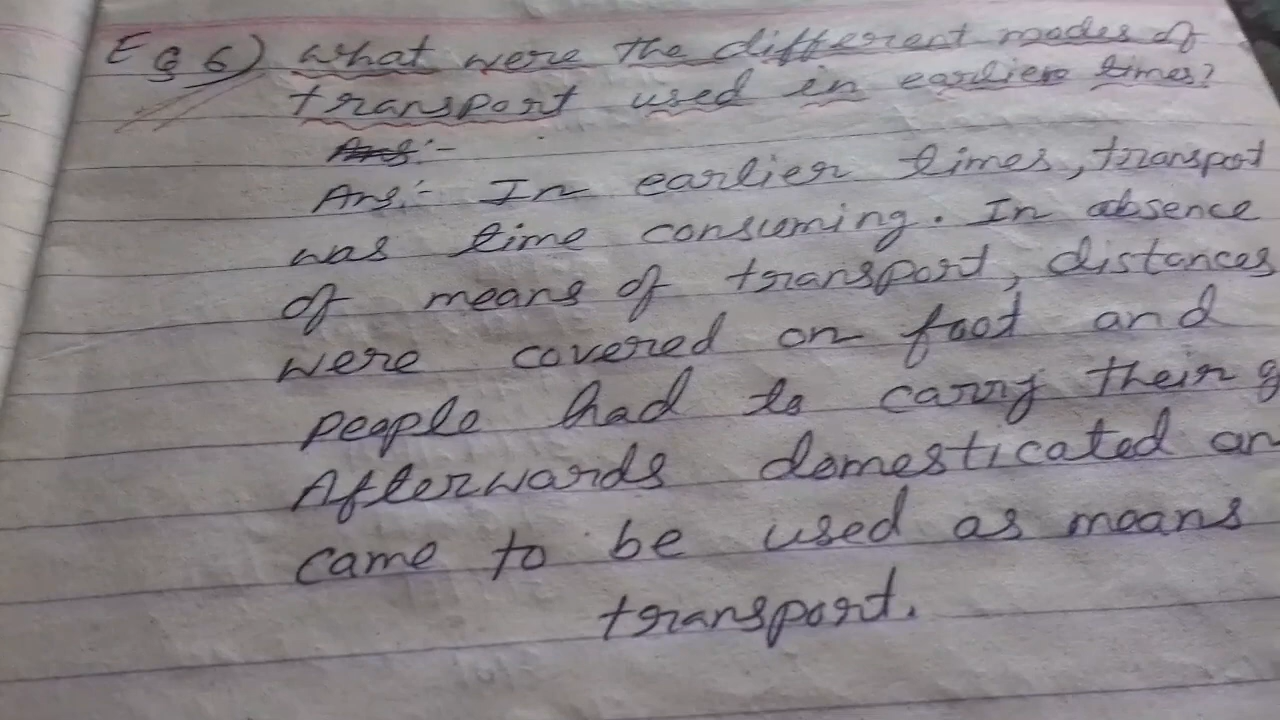 EQ 6) What were the different modes of
transport used in earlier times?
Ans:-
Ans:- In earlier times, transport
was time consuming. In absence
of means of transport, distances
were covered on foot and
people had to carry their
Afterwards domesticated
came to be used as means
transport.